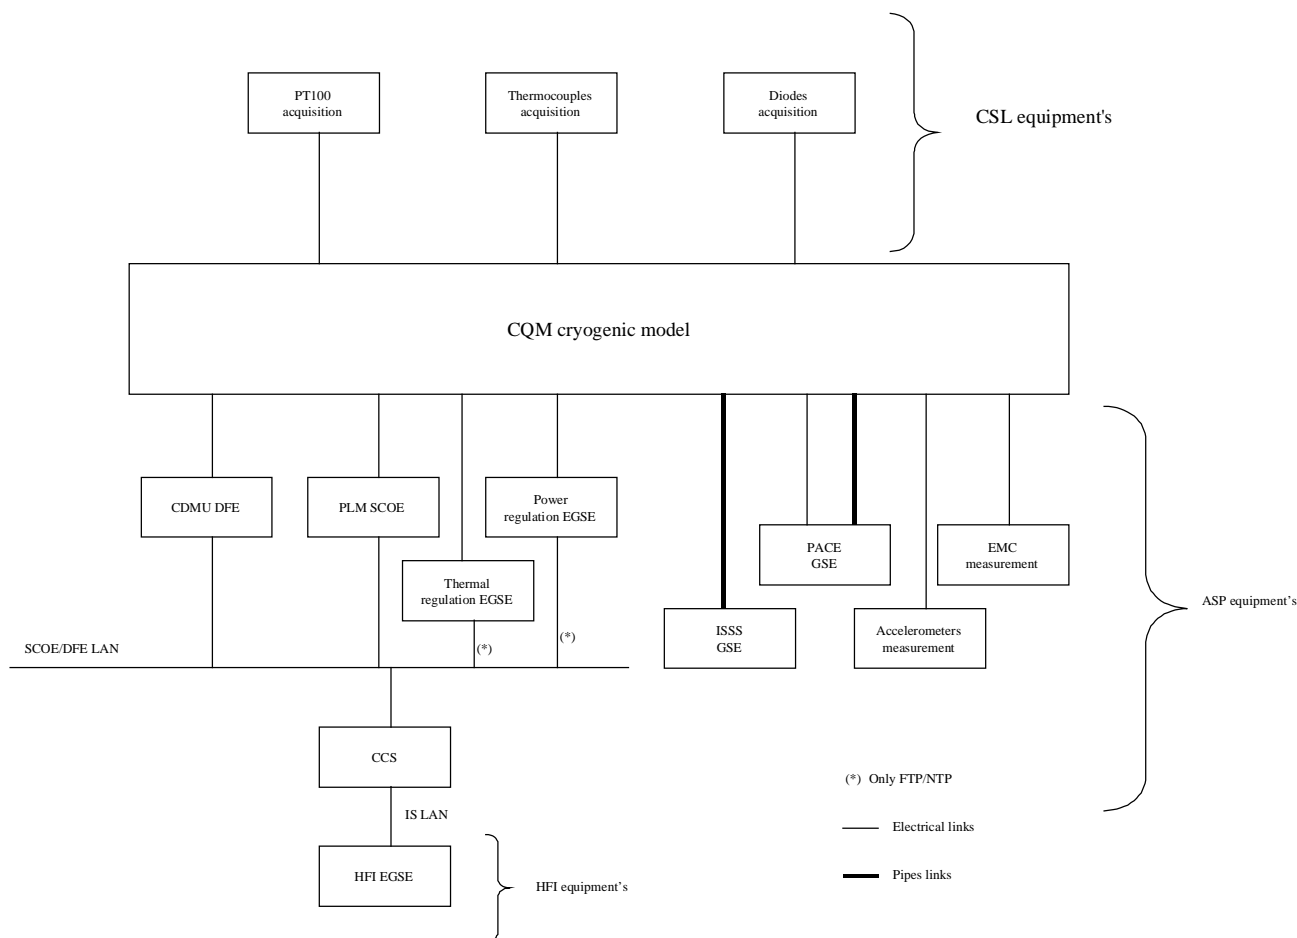 PT100
acquisition
Thermocouples
acquisition
Diodes
acquisition
CSL equipment's
CQM cryogenic model
CDMU DFE
PLM SCOE
Power
regulation EGSE
Thermal
regulation EGSE
PACE
GSE
EMC
measurement
ISSS
GSE
Accelerometers
measurement
ASP equipment's
SCOE/DFE LAN
(*)
(*)
CCS
IS LAN
HFI EGSE
HFI equipment's
(*) Only FTP/NTP
Electrical links
Pipes links